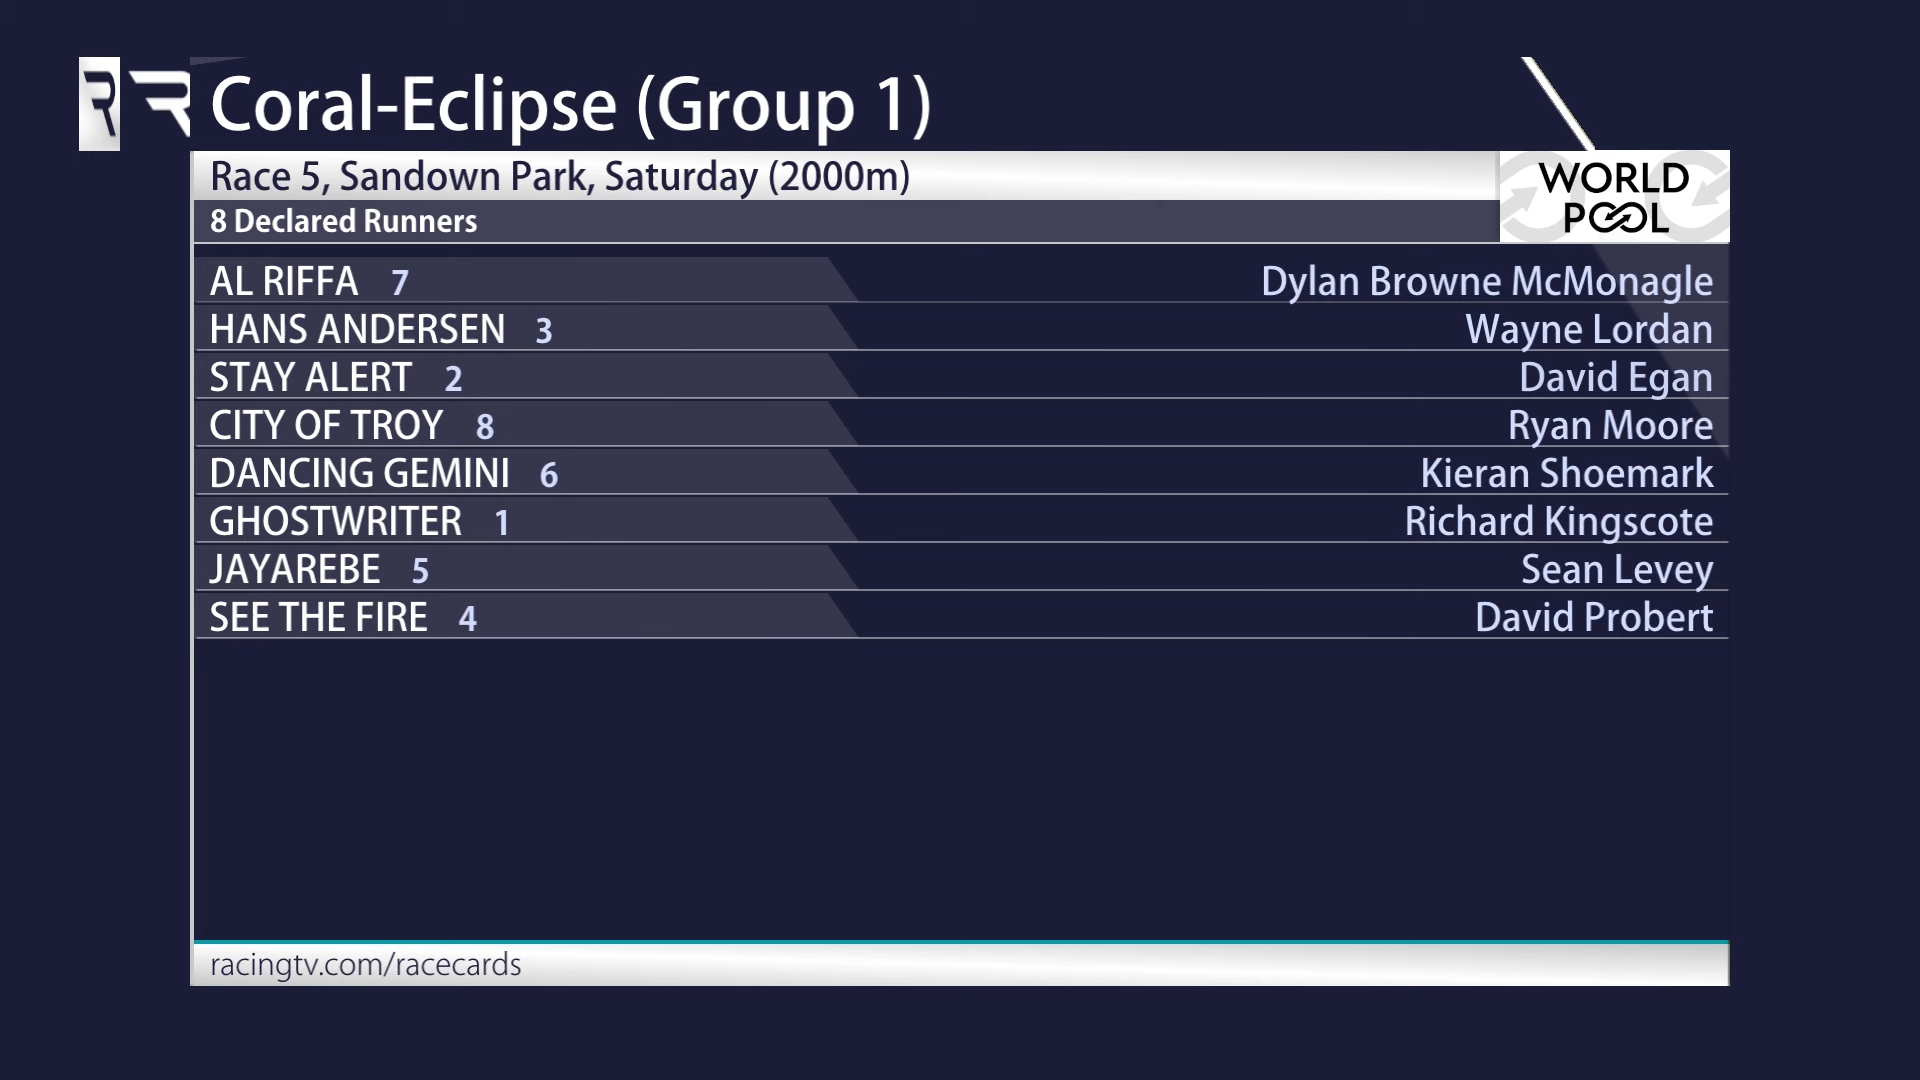 Coral-Eclipse (Group 1)
Race 5, Sandown Park, Saturday (2000m)
WORLD
POOL
8 Declared Runners
AL RIFFA 7 Dylan Browne McMonagle
HANS ANDERSEN 3 Wayne Lordan
STAY ALERT 2 David Egan
CITY OF TROY 8 Ryan Moore
DANCING GEMINI 6 Kieran Shoemark
GHOSTWRITER 1 Richard Kingscote
JAYAREBE 5 Sean Levey
SEE THE FIRE 4 David Probert
racingtv.com/racecards